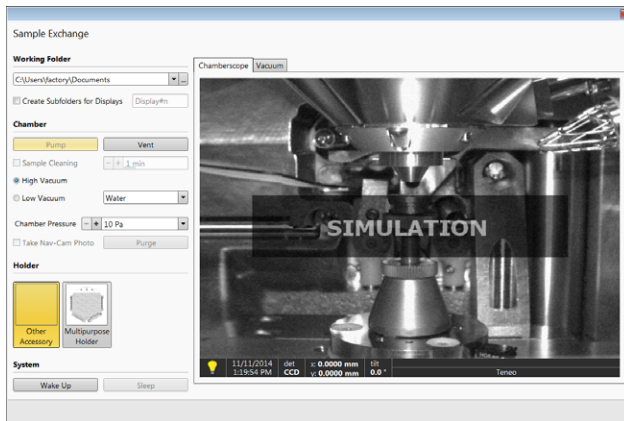 Sample Exchange
Working Folder
C:\Users\factory\Documents
...
Create Subfolders for Displays Display#n
Chamber
Pump Vent
Sample Cleaning - + 1 min
High Vacuum
Low Vacuum Water
Chamber Pressure - + 10 Pa
Take Nav-Cam Photo Purge
Holder
Other Accessory
Multipurpose Holder
System
Wake Up Sleep
Chamberscope Vacuum
SIMULATION
11/11/2014 det x: 0.0000 mm tilt
1:19:54 PM CCD y: 0.0000 mm 0.0 ° Teneo